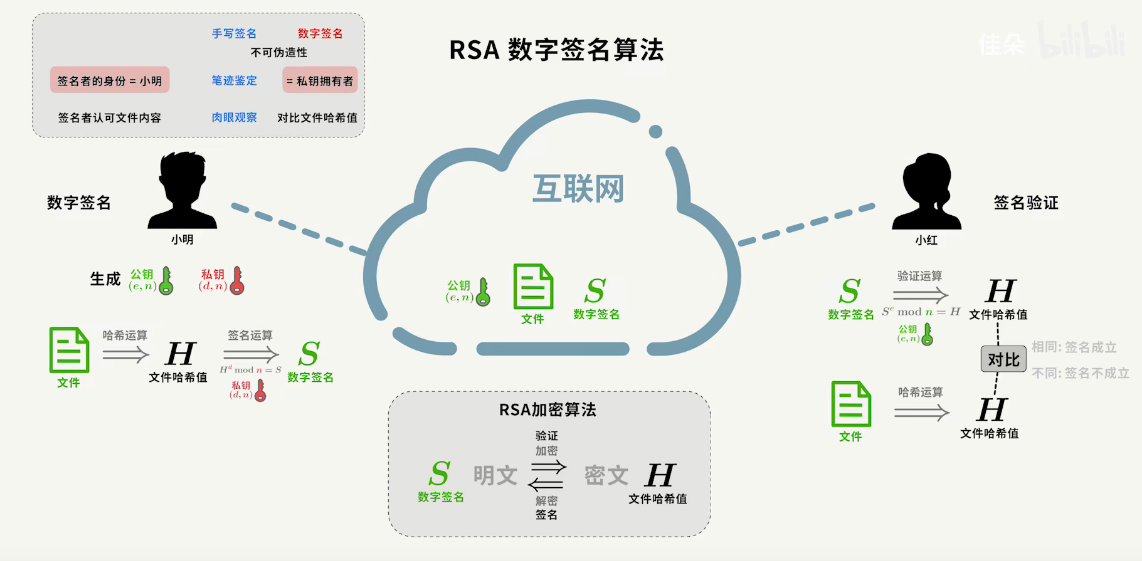 手写签名 数字签名
不可伪造性
签名者的身份 = 小明 笔迹鉴定 = 私钥拥有者
签名者认可文件内容 肉眼观察 对比文件哈希值
RSA 数字签名算法
佳朵 bilibili
互联网
数字签名
小明
生成 公钥 (e, n) 私钥 (d, n)
文件
哈希运算
H
文件哈希值
签名运算
H^d mod n = S
私钥
(d, n)
S
数字签名
公钥
(e, n)
文件
S
数字签名
签名验证
小红
S
数字签名
验证运算
S^e mod n = H
公钥
(e, n)
H
文件哈希值
对比
相同: 签名成立
不同: 签名不成立
文件
哈希运算
H
文件哈希值
RSA加密算法
验证
加密
S 明文 密文 H
数字签名 文件哈希值
解密
签名